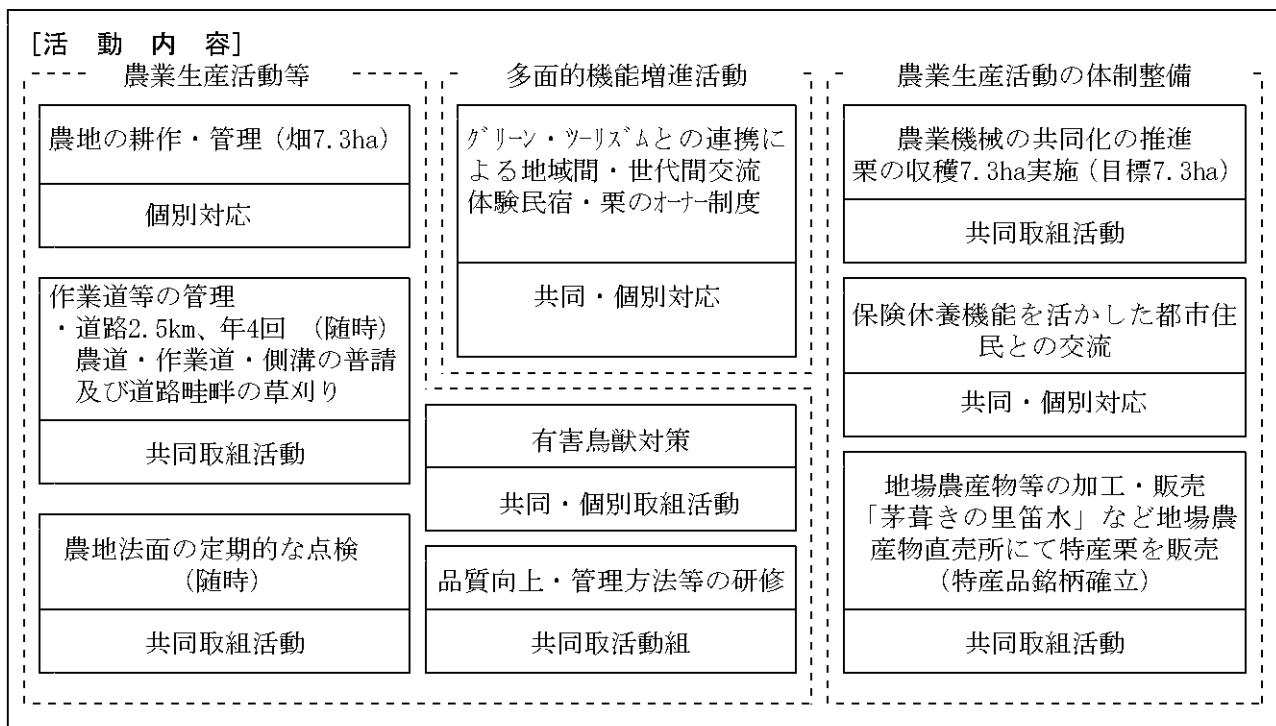 [活 動 内 容]
農業生産活動等
農地の耕作・管理（畑7.3ha）
個別対応
作業道等の管理
・道路2.5km、年4回 （随時）
農道・作業道・側溝の普請
及び道路畦畔の草刈り
共同取組活動
農地法面の定期的な点検
（随時）
共同取組活動
多面的機能増進活動
ｸﾞﾘｰﾝ・ﾂｰﾘｽﾞﾑとの連携に
よる地域間・世代間交流
体験民宿・栗のｵｰﾅｰ制度
共同・個別対応
有害鳥獣対策
共同・個別取組活動
品質向上・管理方法等の研修
共同取活動組
農業生産活動の体制整備
農業機械の共同化の推進
栗の収穫7.3ha実施（目標7.3ha）
共同取組活動
保険休養機能を活かした都市住
民との交流
共同・個別対応
地場農産物等の加工・販売
「茅葺きの里笛水」など地場農
産物直売所にて特産栗を販売
（特産品銘柄確立）
共同取組活動